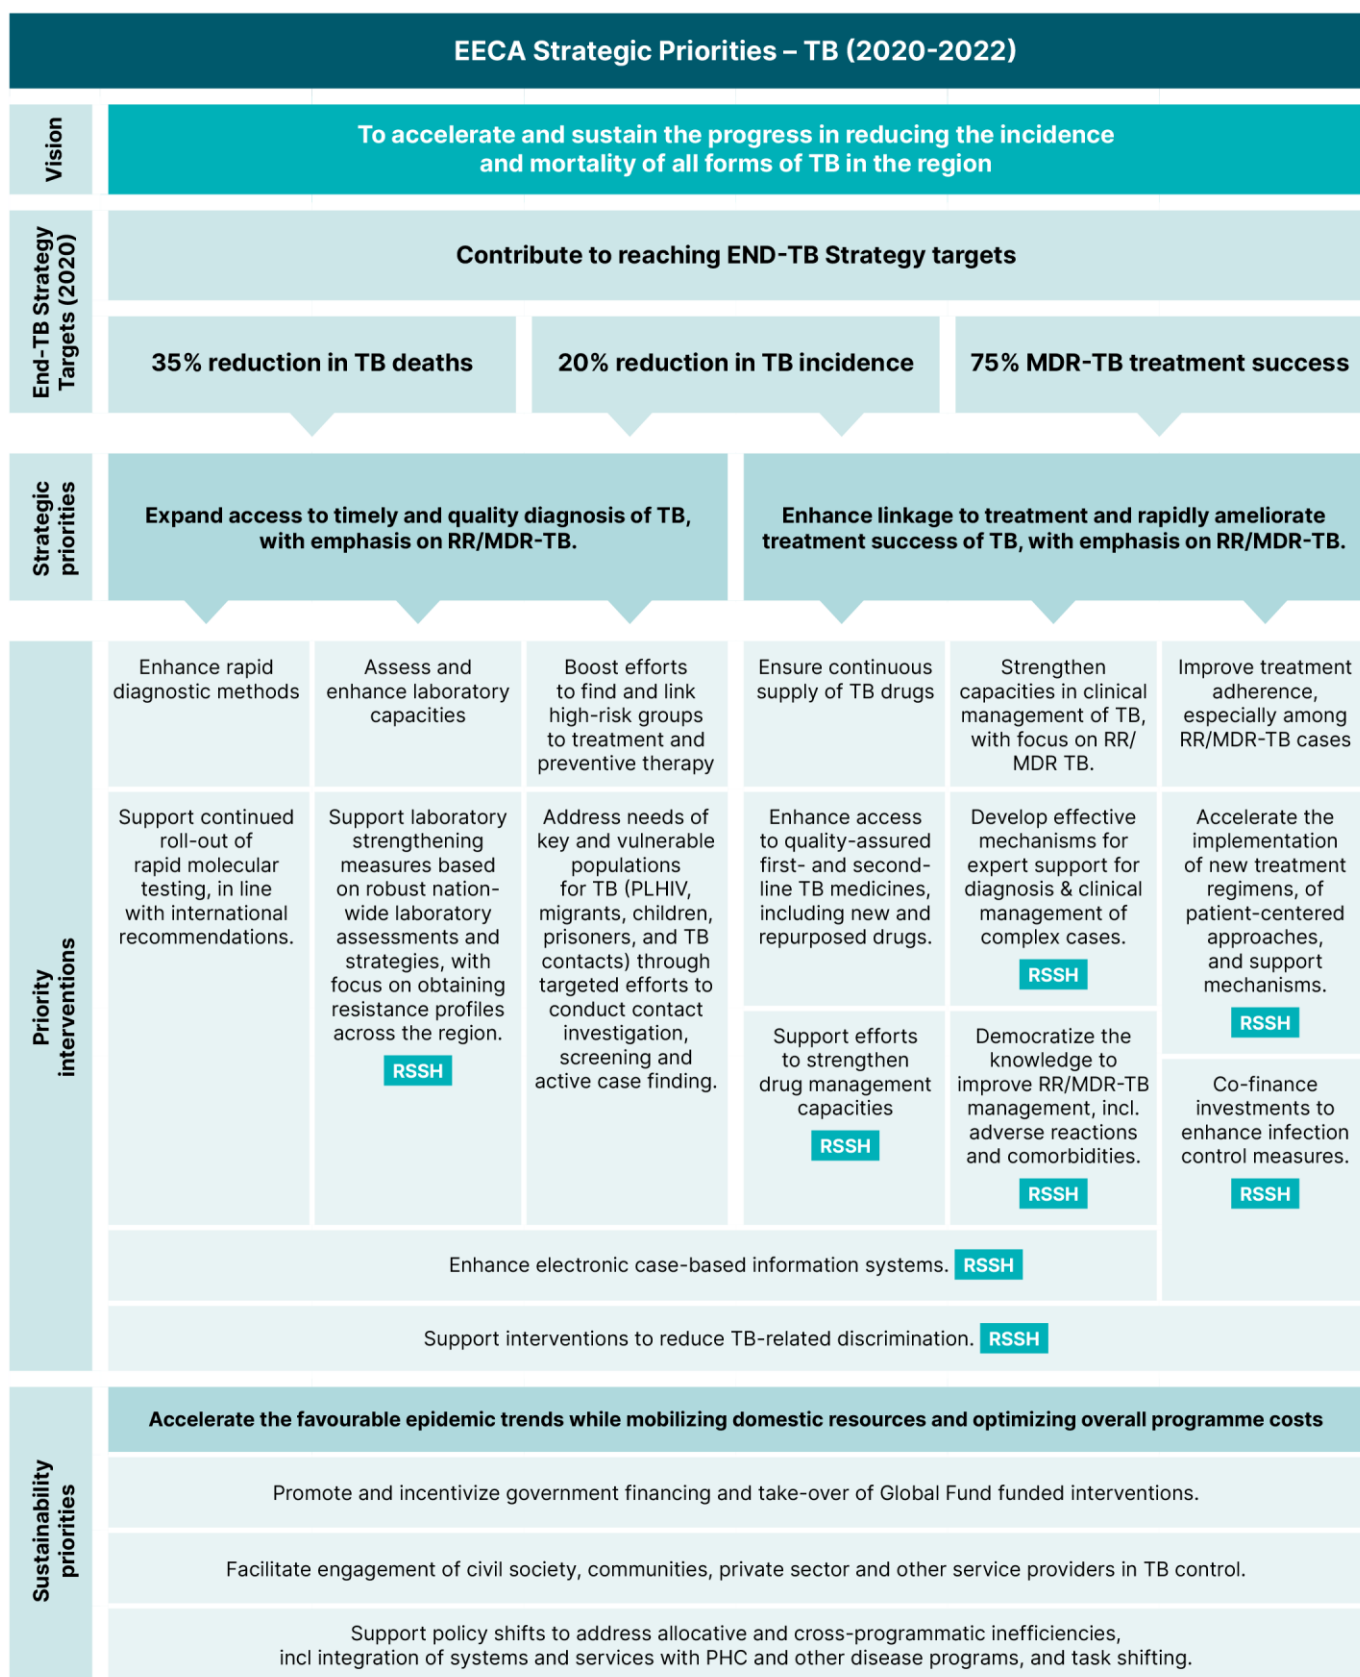 EECA Strategic Priorities – TB (2020-2022)
Vision
To accelerate and sustain the progress in reducing the incidence
and mortality of all forms of TB in the region
End-TB Strategy
Targets (2020)
Contribute to reaching END-TB Strategy targets
35% reduction in TB deaths
20% reduction in TB incidence
75% MDR-TB treatment success
Strategic
priorities
Expand access to timely and quality diagnosis of TB,
with emphasis on RR/MDR-TB.
Enhance linkage to treatment and rapidly ameliorate
treatment success of TB, with emphasis on RR/MDR-TB.
Priority
interventions
Enhance rapid
diagnostic methods
Assess and
enhance laboratory
capacities
Boost efforts
to find and link
high-risk groups
to treatment and
preventive therapy
Ensure continuous
supply of TB drugs
Strengthen
capacities in clinical
management of TB,
with focus on RR/
MDR TB.
Improve treatment
adherence,
especially among
RR/MDR-TB cases
Support continued
roll-out of
rapid molecular
testing, in line
with international
recommendations.
Support laboratory
strengthening
measures based
on robust nation-
wide laboratory
assessments and
strategies, with
focus on obtaining
resistance profiles
across the region.
RSSH
Address needs of
key and vulnerable
populations
for TB (PLHIV,
migrants, children,
prisoners, and TB
contacts) through
targeted efforts to
conduct contact
investigation,
screening and
active case finding.
Enhance access
to quality-assured
first- and second-
line TB medicines,
including new and
repurposed drugs.
Support efforts
to strengthen
drug management
capacities
RSSH
Develop effective
mechanisms for
expert support for
diagnosis & clinical
management of
complex cases.
RSSH
Democratize the
knowledge to
improve RR/MDR-TB
management, incl.
adverse reactions
and comorbidities.
RSSH
Accelerate the
implementation
of new treatment
regimens, of
patient-centered
approaches,
and support
mechanisms.
RSSH
Co-finance
investments to
enhance infection
control measures.
RSSH
Enhance electronic case-based information systems. RSSH
Support interventions to reduce TB-related discrimination. RSSH
Sustainability
priorities
Accelerate the favourable epidemic trends while mobilizing domestic resources and optimizing overall programme costs
Promote and incentivize government financing and take-over of Global Fund funded interventions.
Facilitate engagement of civil society, communities, private sector and other service providers in TB control.
Support policy shifts to address allocative and cross-programmatic inefficiencies,
incl integration of systems and services with PHC and other disease programs, and task shifting.